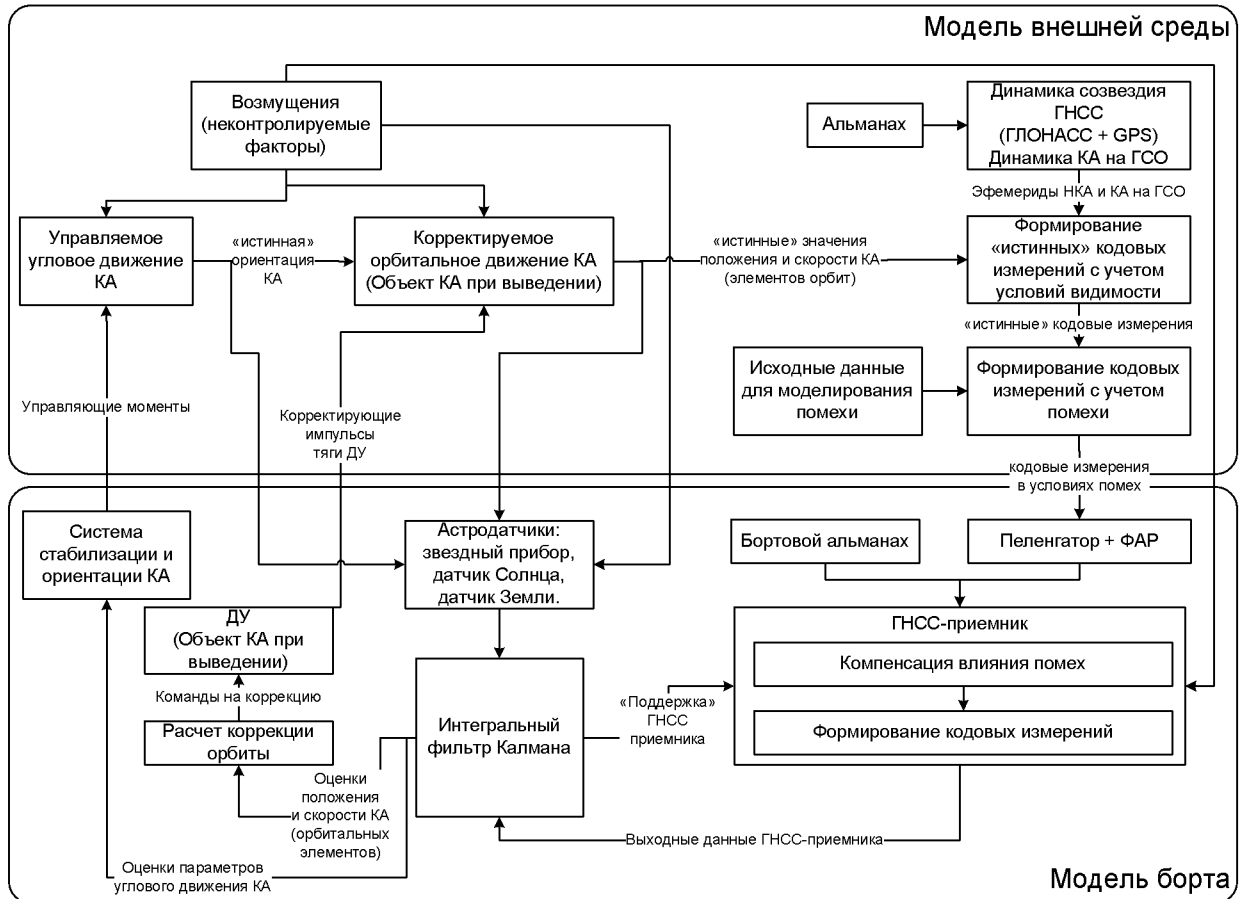 Модель внешней среды
Возмущения
(неконтролируемые
факторы)
Альманах
Динамика созвездия
ГНСС
(ГЛОНАСС + GPS)
Динамика КА на ГСО
Эфемериды НКА и КА на ГСО
Управляемое
угловое движение
КА
«истинная»
ориентация
КА
Корректируемое
орбитальное движение КА
(Объект КА при выведении)
«истинные» значения
положения и скорости КА
(элементов орбит)
Формирование
«истинных» кодовых
измерений с учетом
условий видимости
«истинные» кодовые измерения
Исходные данные
для моделирования
помехи
Формирование кодовых
измерений с учетом
помехи
Управляющие моменты
Корректирующие
импульсы
тяги ДУ
кодовые измерения
в условиях помех
Система
стабилизации и
ориентации КА
Астродатчики:
звездный прибор,
датчик Солнца,
датчик Земли.
Бортовой альманах
Пеленгатор + ФАР
ДУ
(Объект КА при
выведении)
Команды на коррекцию
Расчет коррекции
орбиты
Интегральный
фильтр Калмана
«Поддержка»
ГНСС
приемника
ГНСС-приемник
Компенсация влияния помех
Формирование кодовых измерений
Оценки
положения
и скорости КА
(орбитальных
элементов)
Выходные данные ГНСС-приемника
Оценки параметров
углового движения КА
Модель борта